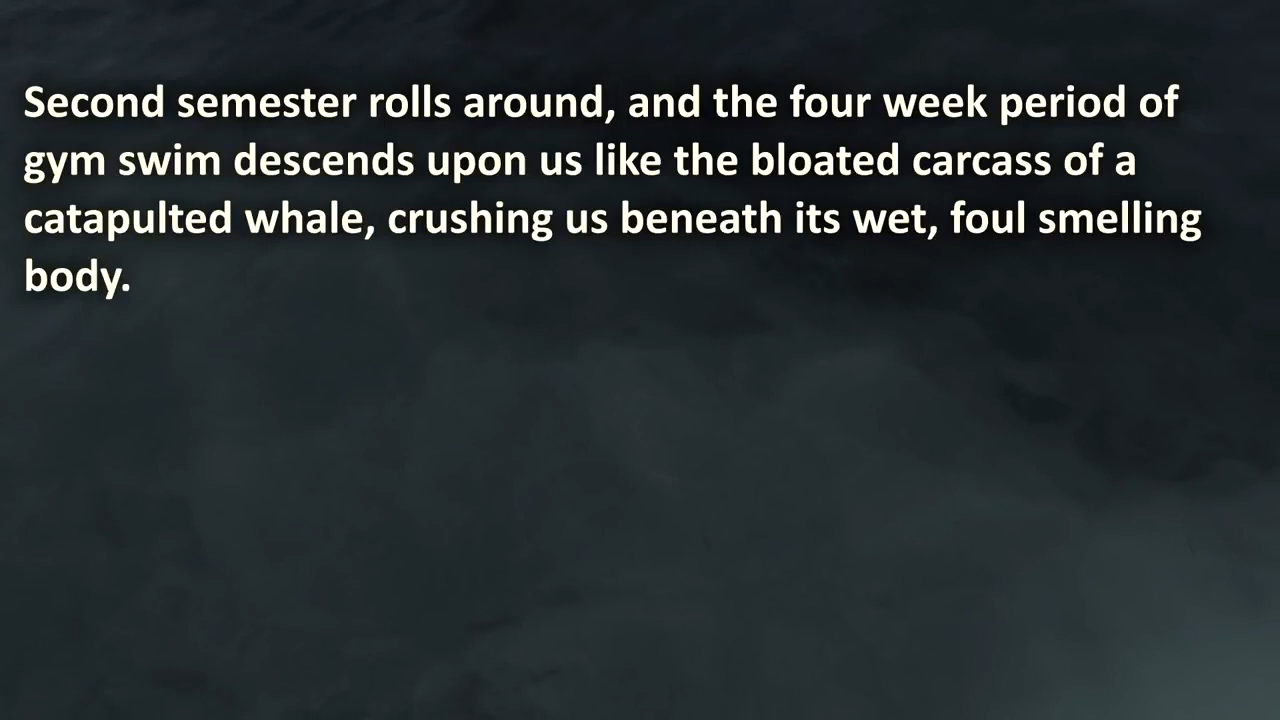 Second semester rolls around, and the four week period of
gym swim descends upon us like the bloated carcass of a
catapulted whale, crushing us beneath its wet, foul smelling
body.